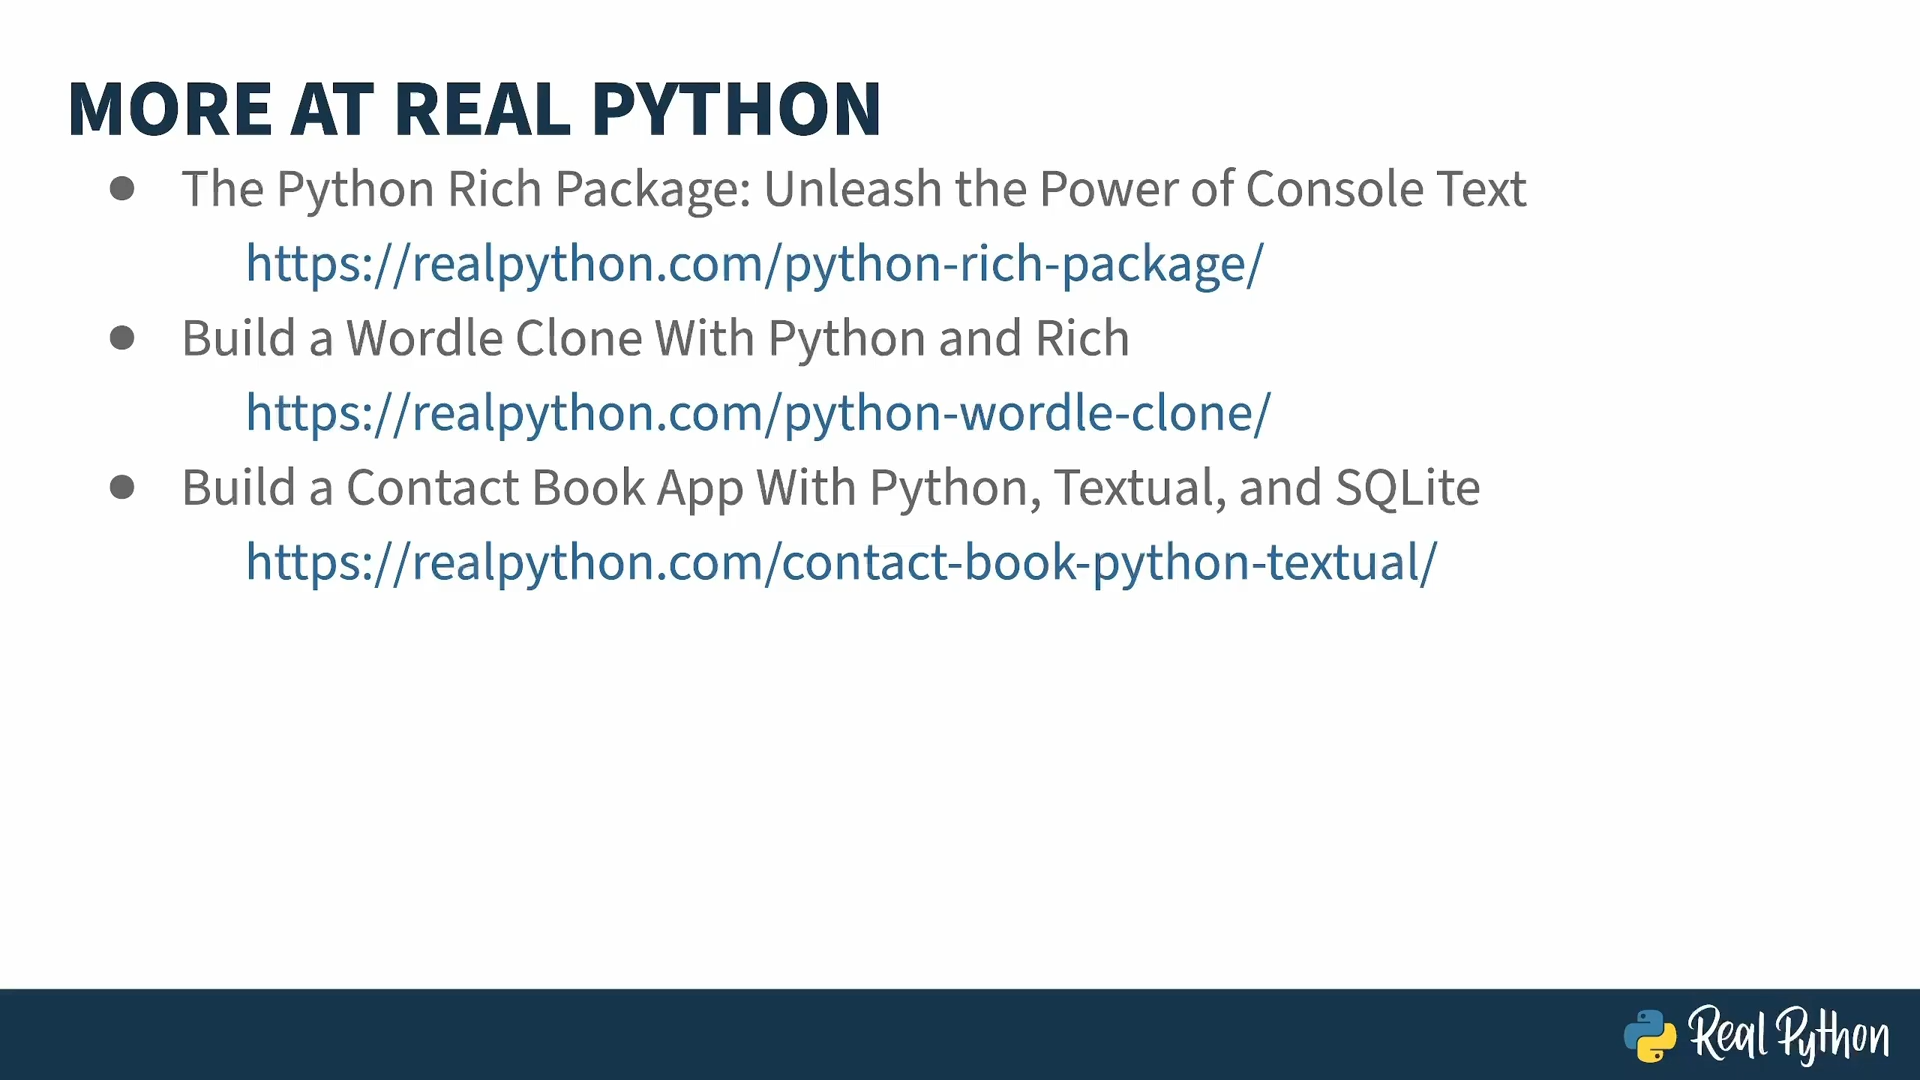 MORE AT REAL PYTHON
● The Python Rich Package: Unleash the Power of Console Text
https://realpython.com/python-rich-package/
● Build a Wordle Clone With Python and Rich
https://realpython.com/python-wordle-clone/
● Build a Contact Book App With Python, Textual, and SQLite
https://realpython.com/contact-book-python-textual/
Real Python